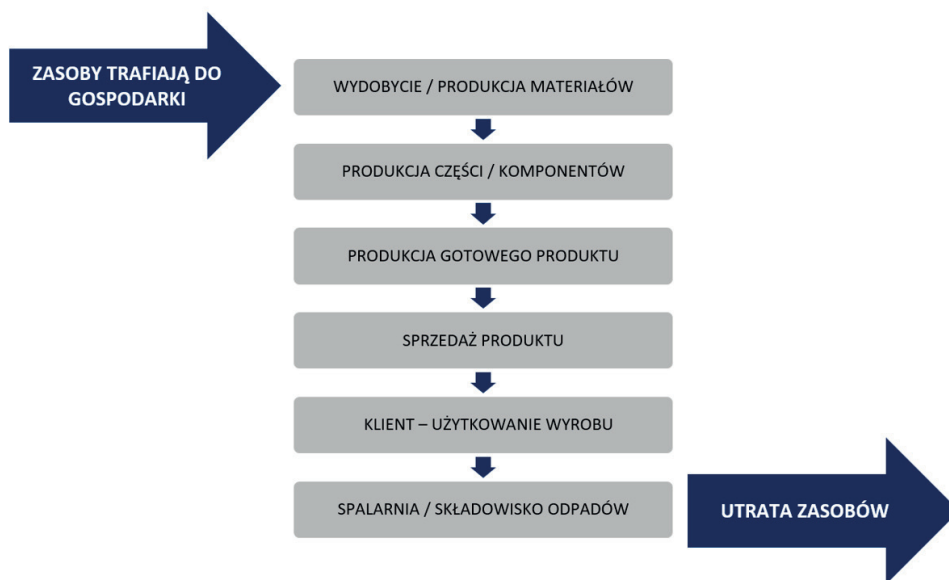 ZASOBY TRAFIAJĄ DO
GOSPODARKI
WYDOBYCIE / PRODUKCJA MATERIAŁÓW
PRODUKCJA CZĘŚCI / KOMPONENTÓW
PRODUKCJA GOTOWEGO PRODUKTU
SPRZEDAŻ PRODUKTU
KLIENT – UŻYTKOWANIE WYROBU
SPALARNIA / SKŁADOWISKO ODPADÓW
UTRATA ZASOBÓW